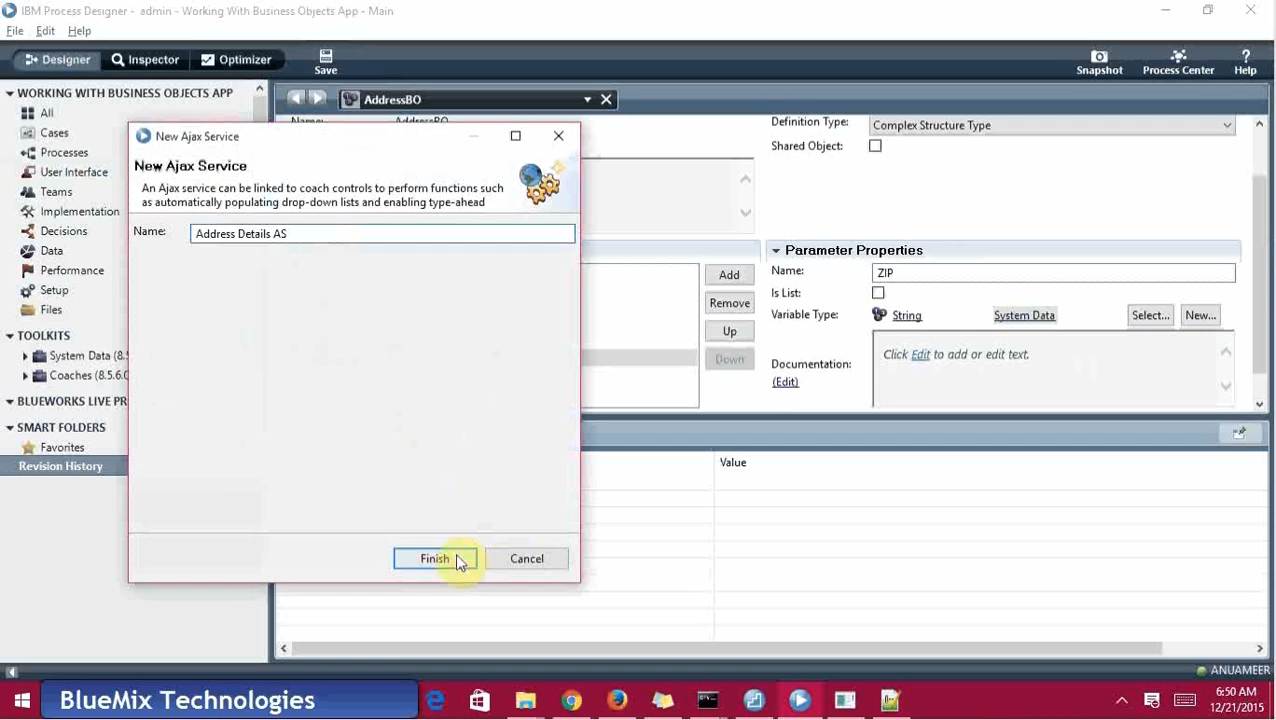 IBM Process Designer - admin - Working With Business Objects App - Main
File Edit Help
Designer Inspector Optimizer Save Snapshot Process Center Help
WORKING WITH BUSINESS OBJECTS APP
All
Cases
Processes
User Interface
Teams
Implementation
Decisions
Data
Performance
Setup
Files
TOOLKITS
System Data (8.5.
Coaches (8.5.6.0
BLUEWORKS LIVE PR
SMART FOLDERS
Favorites
Revision History
AddressBO
Name: AddressBO
New Ajax Service
New Ajax Service
An Ajax service can be linked to coach controls to perform functions such
as automatically populating drop-down lists and enabling type-ahead
Name: Address Details AS
Finish Cancel
Add
Remove
Up
Down
Definition Type: Complex Structure Type
Shared Object:
Parameter Properties
Name: ZIP
Is List:
Variable Type: String System Data Select... New...
Documentation:
(Edit)
Click Edit to add or edit text.
Value
ANUAMEER
BlueMix Technologies
6:50 AM
12/21/2015